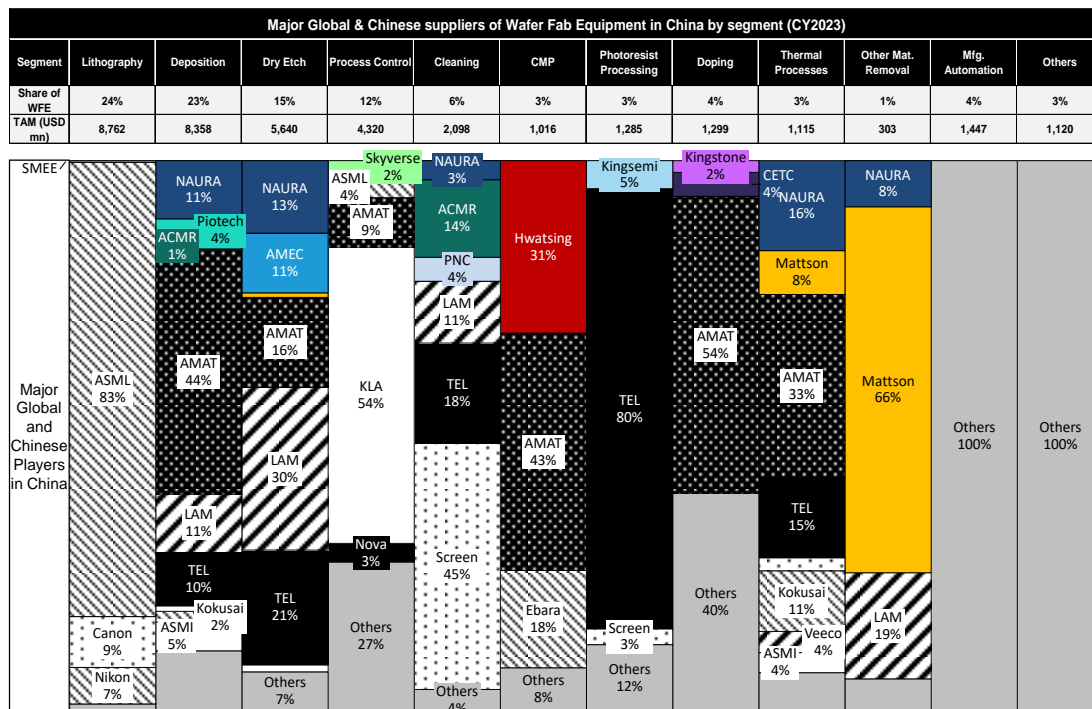 Major Global & Chinese suppliers of Wafer Fab Equipment in China by segment (CY2023)
Segment Lithography Deposition Dry Etch Process Control Cleaning CMP Photoresist Processing Doping Thermal Processes Other Mat. Removal Mfg. Automation Others
Share of WFE 24% 23% 15% 12% 6% 3% 3% 4% 3% 1% 4% 3%
TAM (USD mn) 8,762 8,358 5,640 4,320 2,098 1,016 1,285 1,299 1,115 303 1,447 1,120
SMEE
Major
Global
and
Chinese
Players
in China
ASML
83%
Canon
9%
Nikon
7%
NAURA
11%
Piotech
4%
ACMR
1%
AMAT
44%
LAM
11%
TEL
10%
Kokusai
2%
ASMI
5%
NAURA
13%
AMEC
11%
AMAT
16%
LAM
30%
TEL
21%
Others
7%
Skyverse
2%
ASML
4%
AMAT
9%
KLA
54%
Nova
3%
Others
27%
NAURA
3%
ACMR
14%
PNC
4%
LAM
11%
TEL
18%
Screen
45%
Others
4%
Hwatsing
31%
AMAT
43%
Ebara
18%
Others
8%
Kingsemi
5%
TEL
80%
Screen
3%
Others
12%
Kingstone
2%
AMAT
54%
Others
40%
CETC
4%
NAURA
16%
Mattson
8%
AMAT
33%
TEL
15%
Kokusai
11%
Veeco
4%
ASMI
4%
NAURA
8%
Mattson
66%
LAM
19%
Others
100%
Others
100%